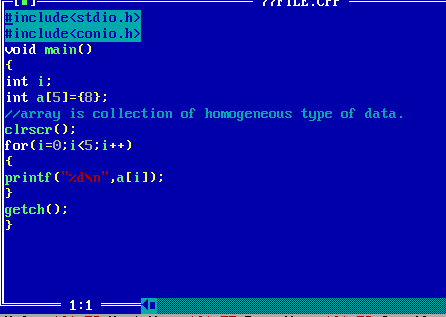 77FILE.CPP
#include<stdio.h>
#include<conio.h>
void main()
{
int i;
int a[5]={8};
//array is collection of homogeneous type of data.
clrscr();
for(i=0;i<5;i++)
{
printf("%d\n",a[i]);
}
getch();
}
1:1